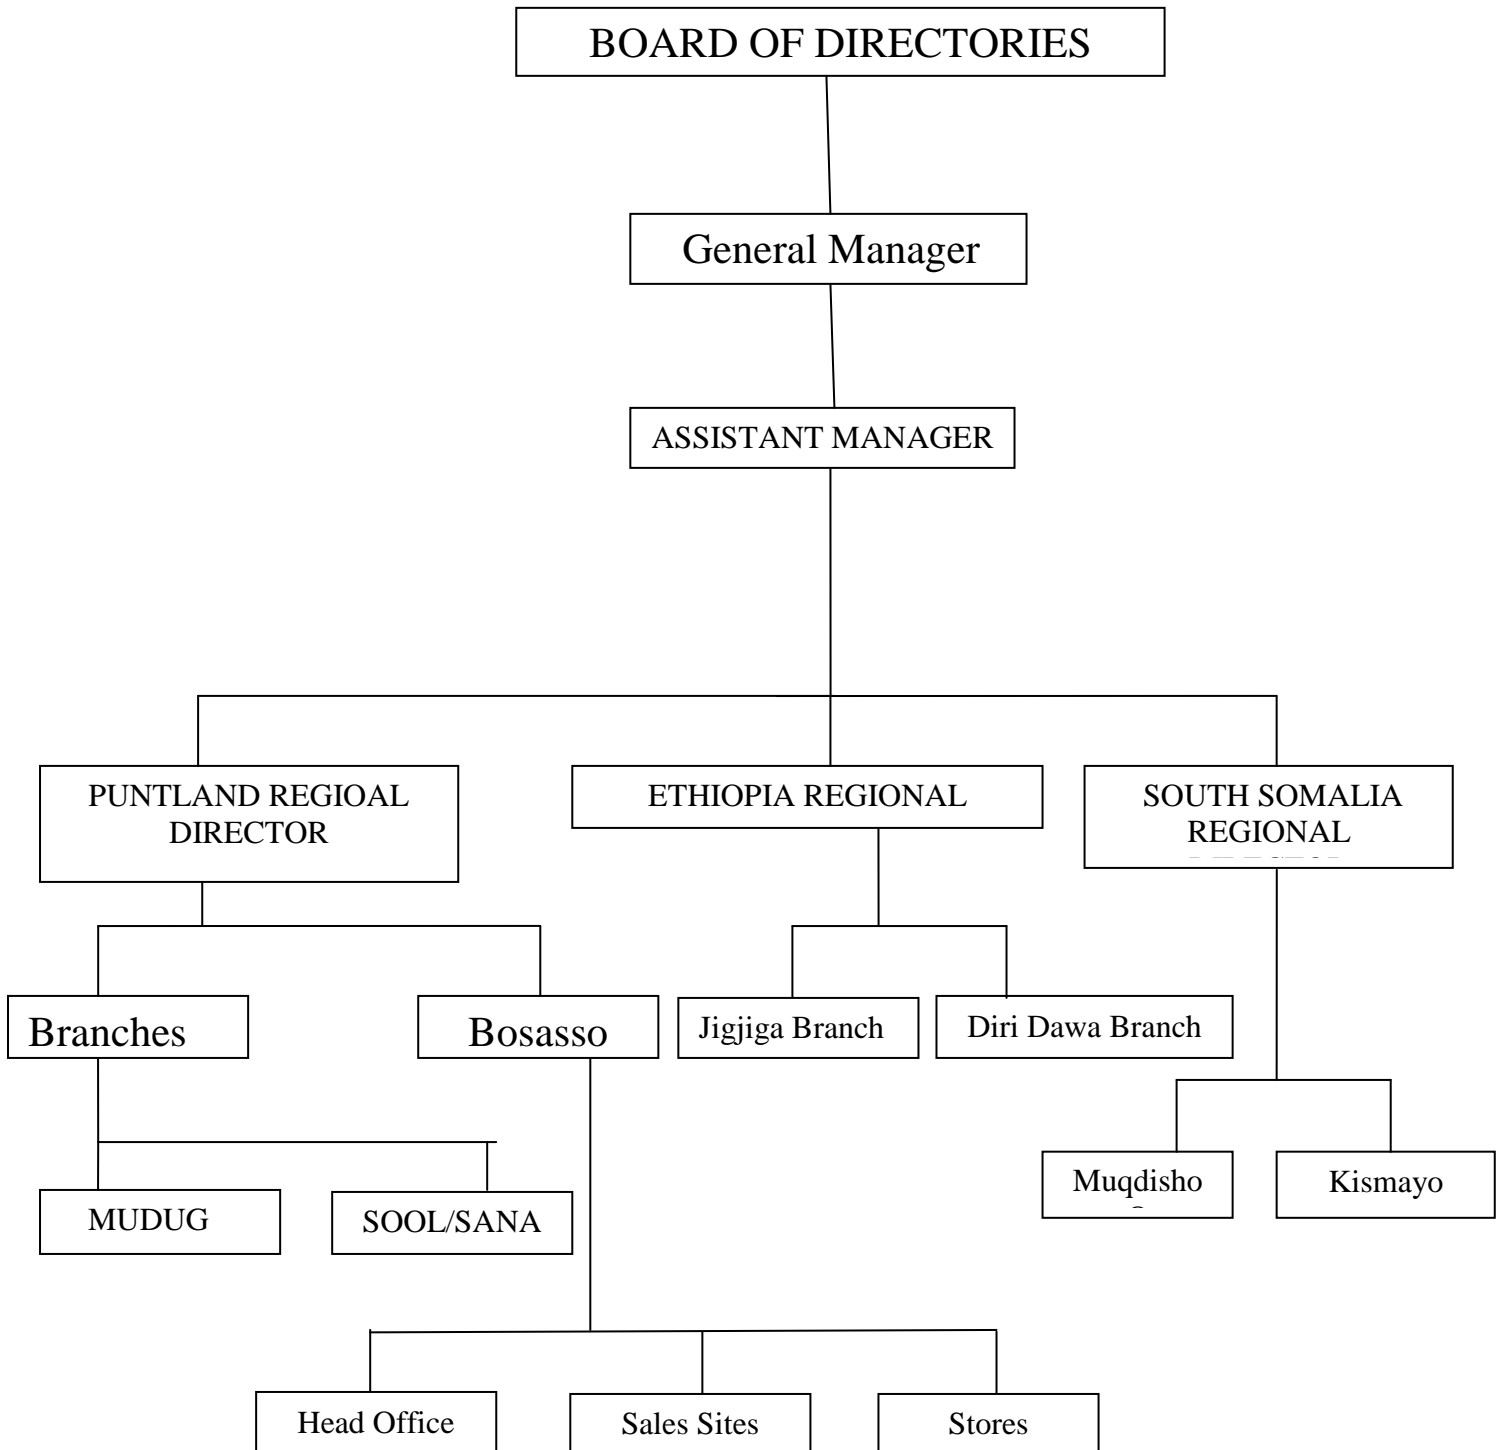 BOARD OF DIRECTORIES
General Manager
ASSISTANT MANAGER
PUNTLAND REGIOAL
DIRECTOR
ETHIOPIA REGIONAL
SOUTH SOMALIA
REGIONAL
Branches
Bosasso
Jigjiga Branch
Diri Dawa Branch
MUDUG
SOOL/SANA
Muqdisho
Kismayo
Head Office
Sales Sites
Stores